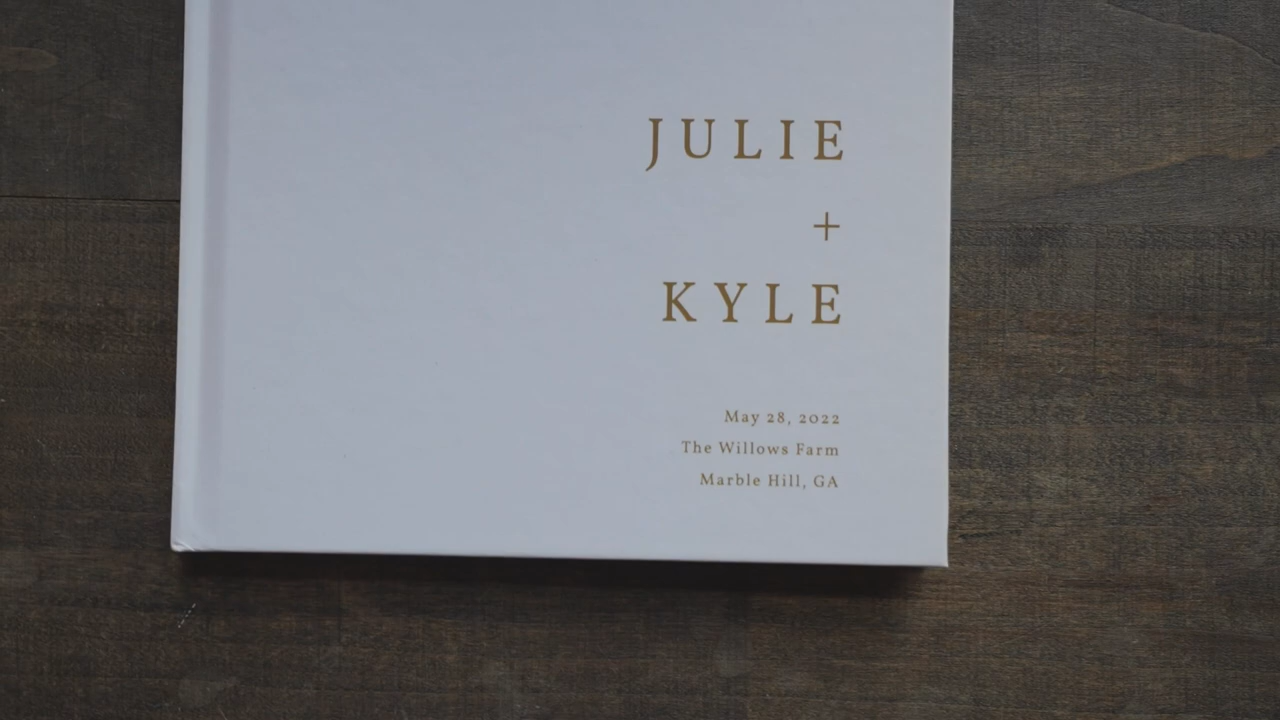 JULIE
+
KYLE
May 28, 2022
The Willows Farm
Marble Hill, GA